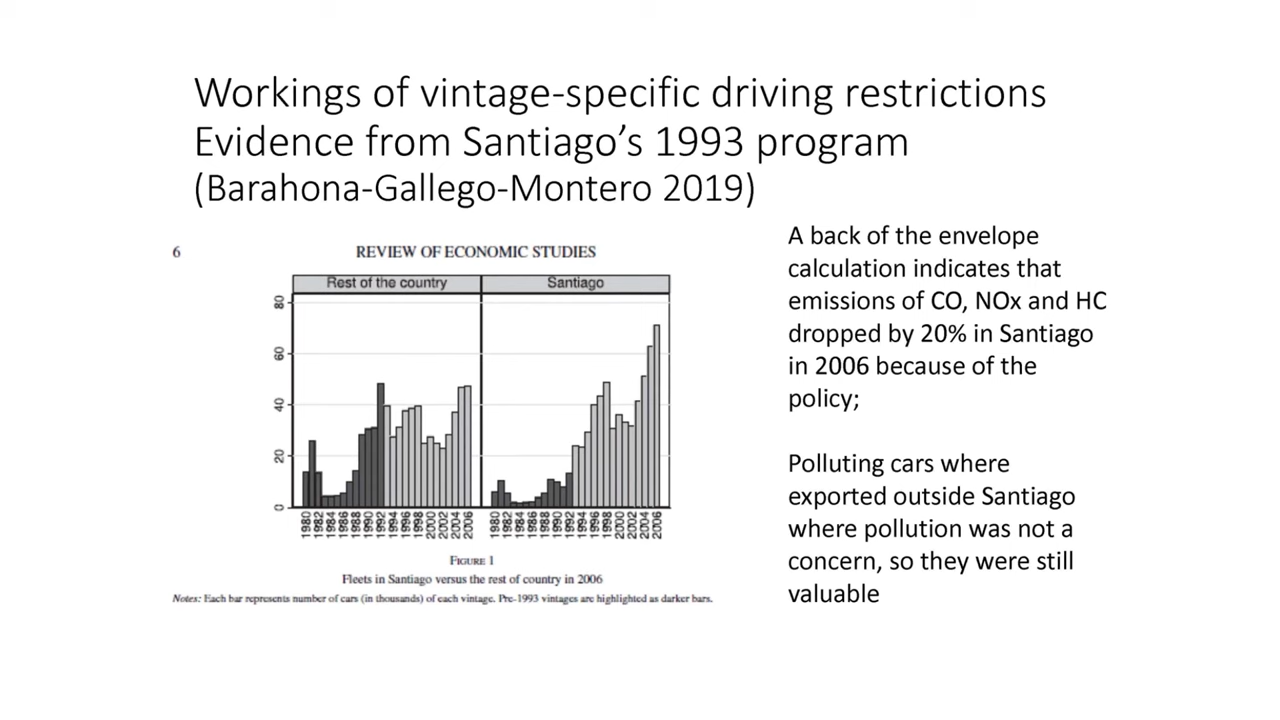 Workings of vintage-specific driving restrictions
Evidence from Santiago's 1993 program
(Barahona-Gallego-Montero 2019)
6 REVIEW OF ECONOMIC STUDIES
Rest of the country Santiago
80
60
40
20
0
1980 1982 1984 1986 1988 1990 1992 1994 1996 1998 2000 2002 2004 2006 1980 1982 1984 1986 1988 1990 1992 1994 1996 1998 2000 2002 2004 2006
FIGURE 1
Fleets in Santiago versus the rest of country in 2006
Notes: Each bar represents number of cars (in thousands) of each vintage. Pre-1993 vintages are highlighted as darker bars.
A back of the envelope
calculation indicates that
emissions of CO, NOx and HC
dropped by 20% in Santiago
in 2006 because of the
policy;
Polluting cars where
exported outside Santiago
where pollution was not a
concern, so they were still
valuable